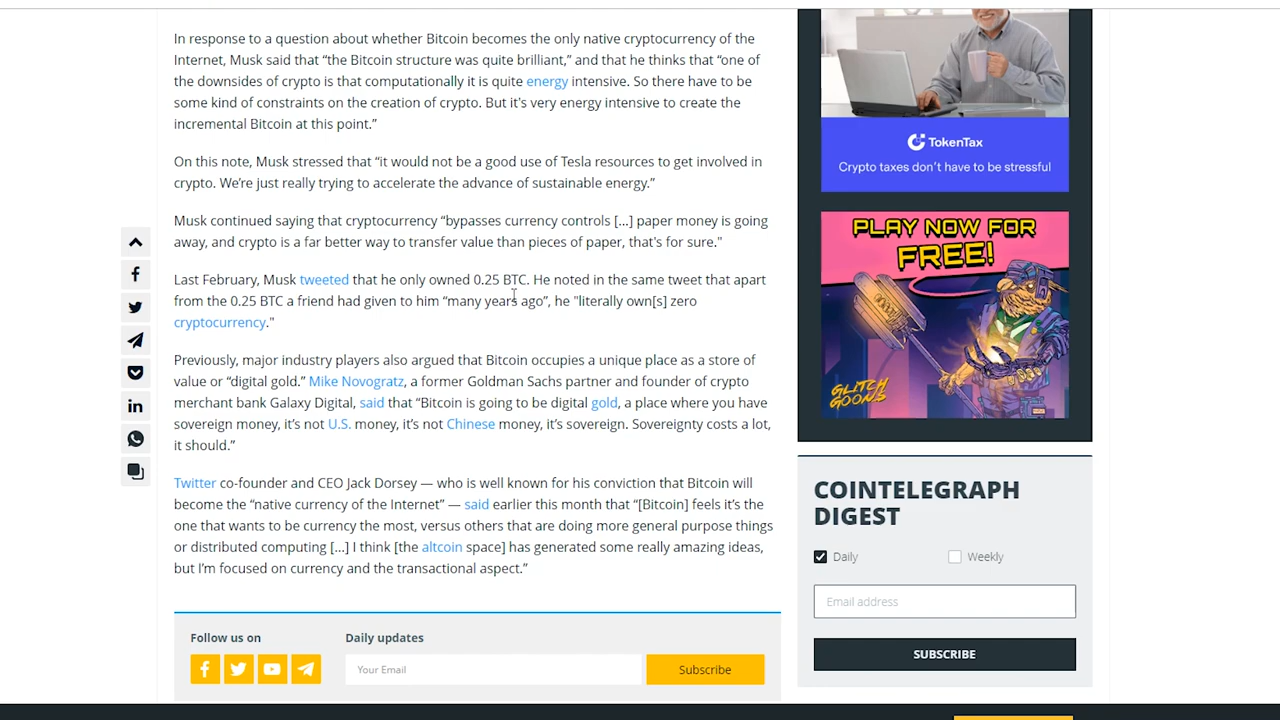 In response to a question about whether Bitcoin becomes the only native cryptocurrency of the
Internet, Musk said that “the Bitcoin structure was quite brilliant,” and that he thinks that “one of
the downsides of crypto is that computationally it is quite energy intensive. So there have to be
some kind of constraints on the creation of crypto. But it's very energy intensive to create the
incremental Bitcoin at this point.”
On this note, Musk stressed that “it would not be a good use of Tesla resources to get involved in
crypto. We’re just really trying to accelerate the advance of sustainable energy.”
Musk continued saying that cryptocurrency “bypasses currency controls [...] paper money is going
away, and crypto is a far better way to transfer value than pieces of paper, that's for sure."
Last February, Musk tweeted that he only owned 0.25 BTC. He noted in the same tweet that apart
from the 0.25 BTC a friend had given to him “many years ago”, he "literally own[s] zero
cryptocurrency."
Previously, major industry players also argued that Bitcoin occupies a unique place as a store of
value or “digital gold.” Mike Novogratz, a former Goldman Sachs partner and founder of crypto
merchant bank Galaxy Digital, said that “Bitcoin is going to be digital gold, a place where you have
sovereign money, it’s not U.S. money, it’s not Chinese money, it’s sovereign. Sovereignty costs a lot,
it should.”
Twitter co-founder and CEO Jack Dorsey — who is well known for his conviction that Bitcoin will
become the “native currency of the Internet” — said earlier this month that “[Bitcoin] feels it’s the
one that wants to be currency the most, versus others that are doing more general purpose things
or distributed computing [...] I think [the altcoin space] has generated some really amazing ideas,
but I’m focused on currency and the transactional aspect.”
Follow us on
Daily updates
Your Email
Subscribe
TokenTax
Crypto taxes don’t have to be stressful
PLAY NOW FOR
FREE!
GLITCH
GOONS
COINTELEGRAPH
DIGEST
Daily
Weekly
Email address
SUBSCRIBE